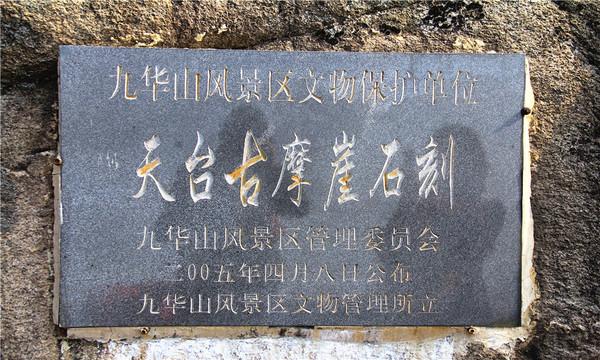 九华山风景区文物保护单位
天台古摩崖石刻
九华山风景区管理委员会
二00五年四月八日公布
九华山风景区文物管理所立